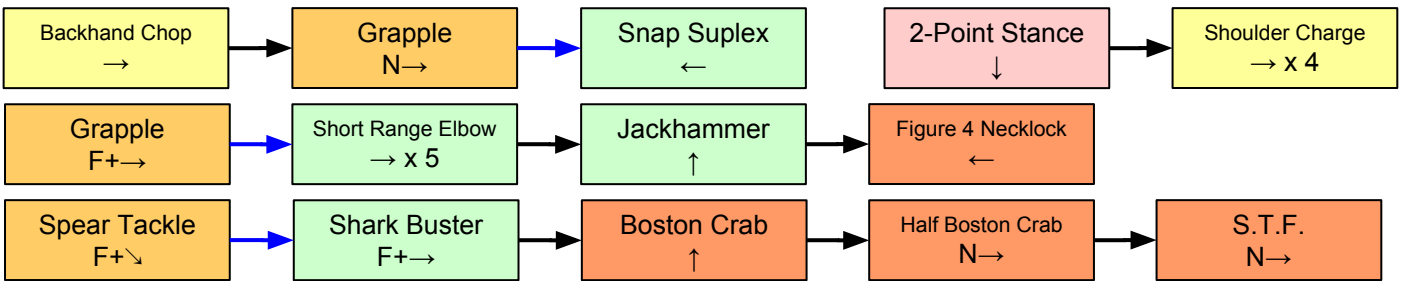 Backhand Chop
→
Grapple
N→
Snap Suplex
←
2-Point Stance
↓
Shoulder Charge
→ x 4
Grapple
F+→
Short Range Elbow
→ x 5
Jackhammer
↑
Figure 4 Necklock
←
Spear Tackle
F+↘
Shark Buster
F+→
Boston Crab
↑
Half Boston Crab
N→
S.T.F.
N→